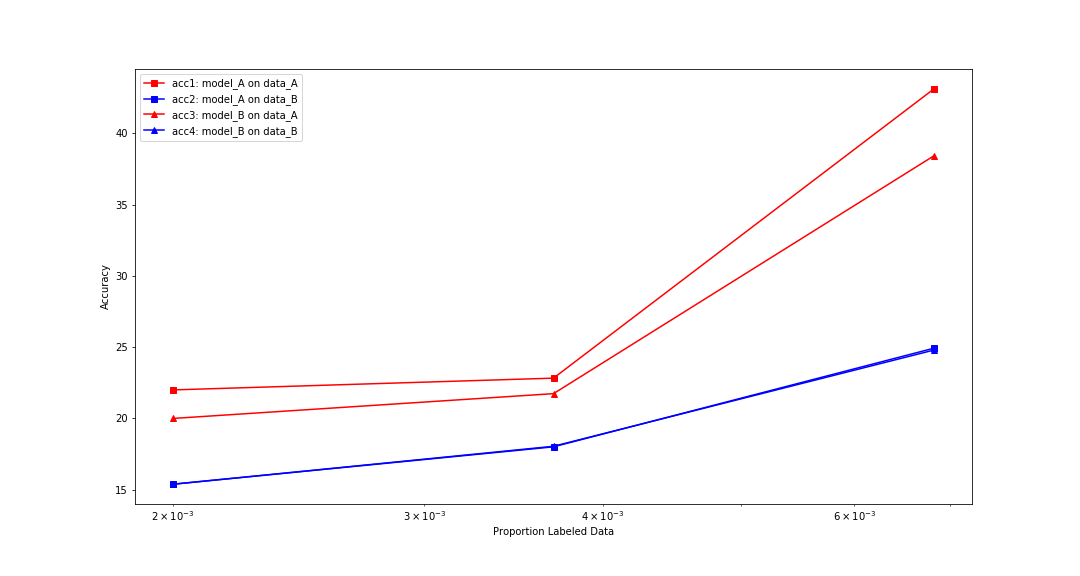 acc1: model_A on data_A
acc2: model_A on data_B
acc3: model_B on data_A
acc4: model_B on data_B
40
35
30
25
20
15
Accuracy
2 × 10⁻³
3 × 10⁻³
4 × 10⁻³
6 × 10⁻³
Proportion Labeled Data